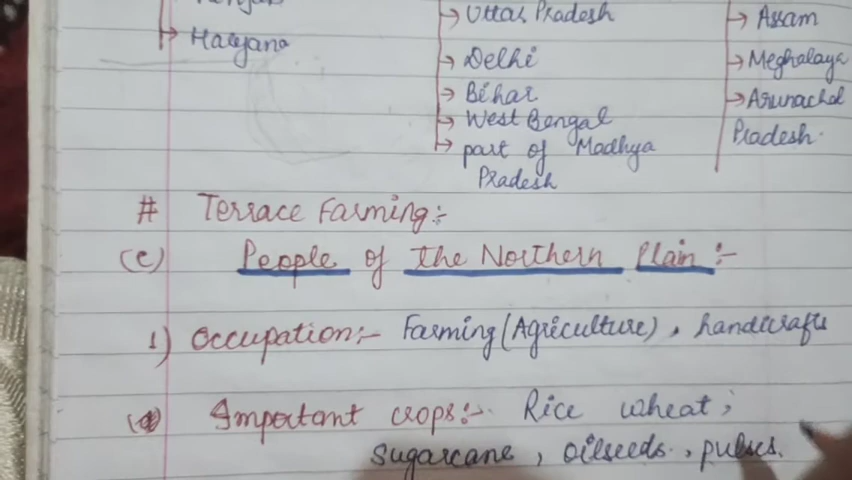 → Haryana
→ Uttar Pradesh
→ Delhi
→ Bihar
→ West Bengal
→ part of Madhya
Pradesh
→ Assam
→ Meghalaya
→ Arunachal
Pradesh.
# Terrace Farming:-
(c) People of the Northern Plain :-
1) Occupation:- Farming (Agriculture), handicrafts
Important crops:- Rice wheat,
Sugarcane, oilseeds, pulses.